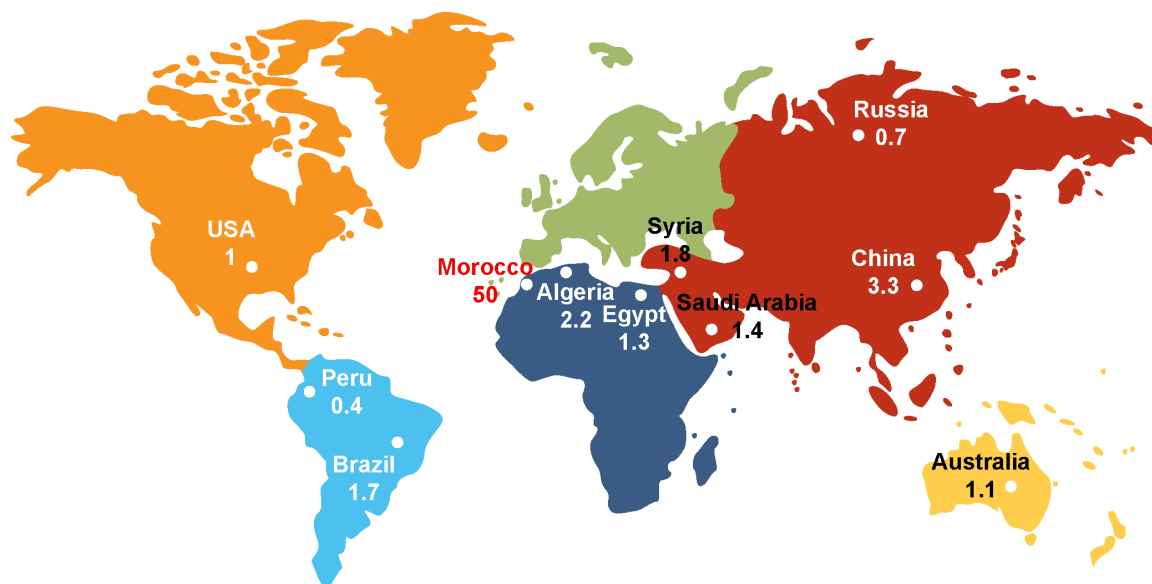 Russia
0.7
USA
1
Syria
1.8
China
3.3
Morocco
50
Algeria
2.2
Egypt
1.3
Saudi Arabia
1.4
Peru
0.4
Brazil
1.7
Australia
1.1